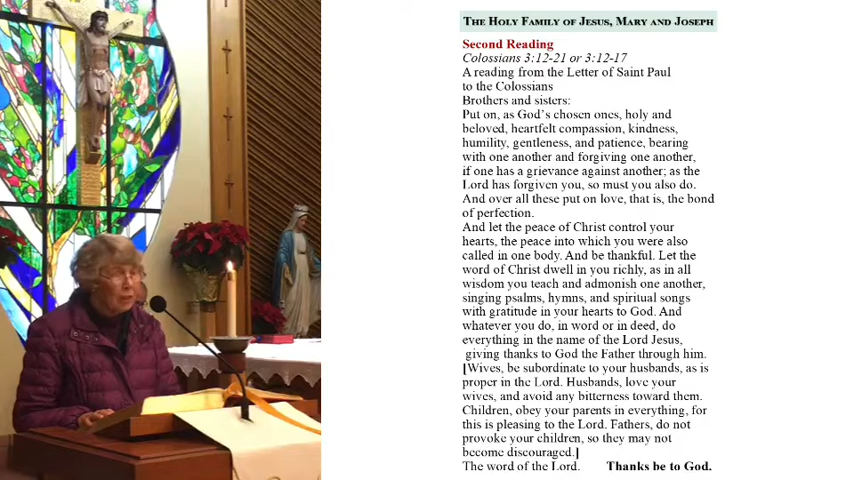 THE HOLY FAMILY OF JESUS, MARY AND JOSEPH
Second Reading
Colossians 3:12-21 or 3:12-17
A reading from the Letter of Saint Paul
to the Colossians
Brothers and sisters:
Put on, as God's chosen ones, holy and
beloved, heartfelt compassion, kindness,
humility, gentleness, and patience, bearing
with one another and forgiving one another,
if one has a grievance against another; as the
Lord has forgiven you, so must you also do.
And over all these put on love, that is, the bond
of perfection.
And let the peace of Christ control your
hearts, the peace into which you were also
called in one body. And be thankful. Let the
word of Christ dwell in you richly, as in all
wisdom you teach and admonish one another,
singing psalms, hymns, and spiritual songs
with gratitude in your hearts to God. And
whatever you do, in word or in deed, do
everything in the name of the Lord Jesus,
giving thanks to God the Father through him.
[Wives, be subordinate to your husbands, as is
proper in the Lord. Husbands, love your
wives, and avoid any bitterness toward them.
Children, obey your parents in everything, for
this is pleasing to the Lord. Fathers, do not
provoke your children, so they may not
become discouraged.]
The word of the Lord. Thanks be to God.